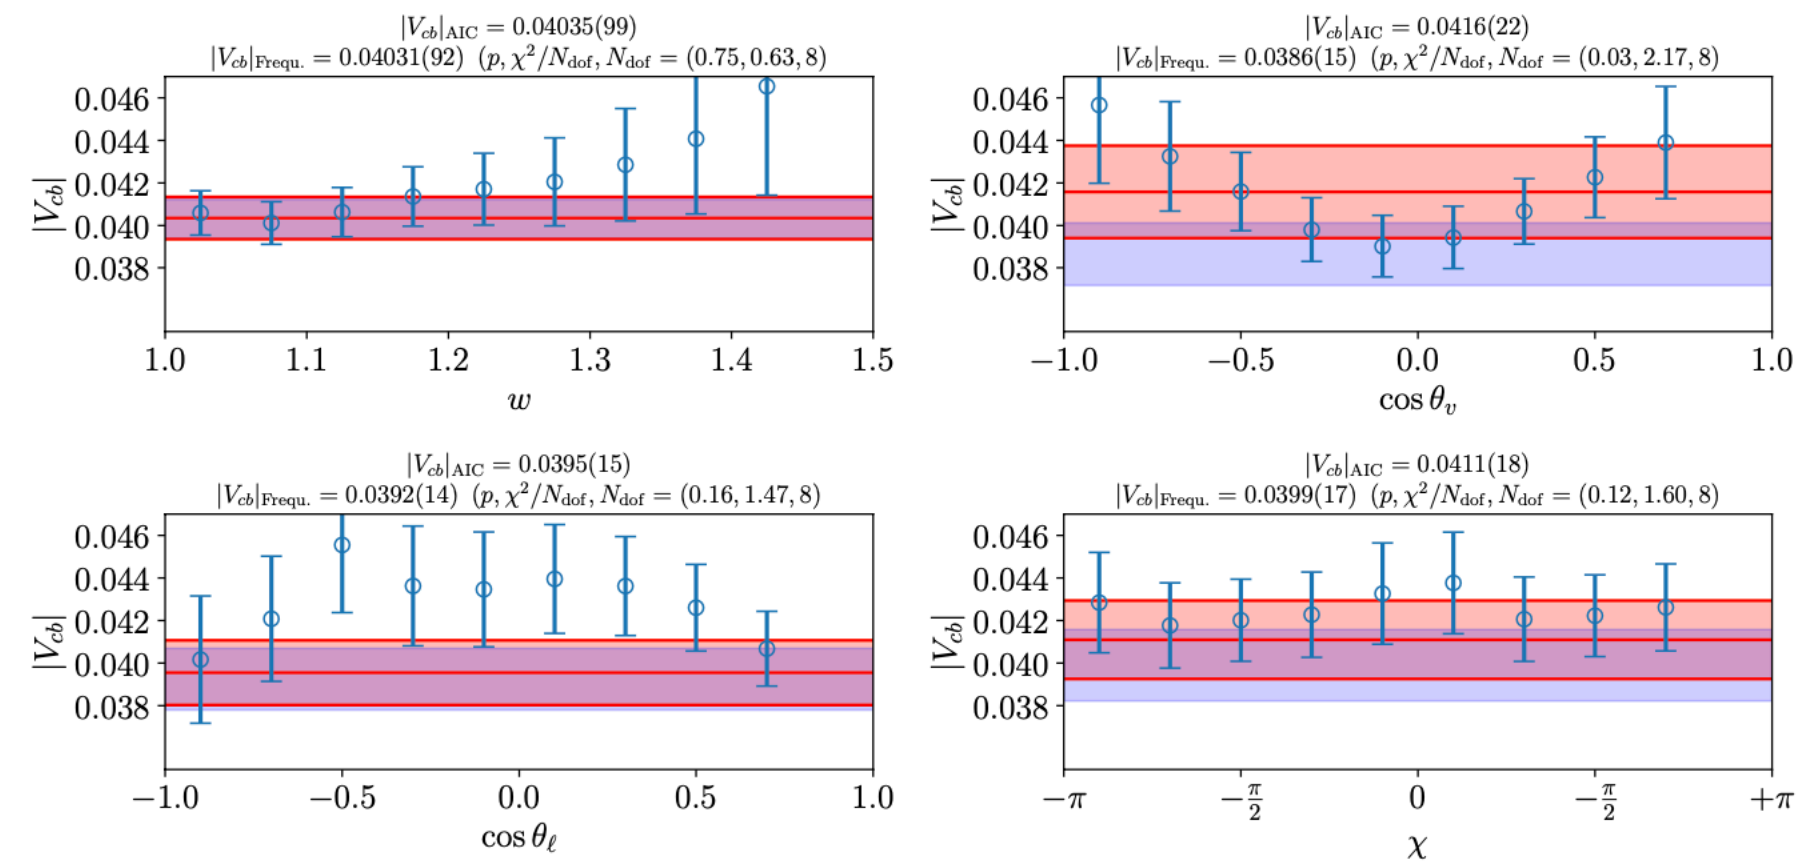 |V_cb|_AIC = 0.04035(99)
|V_cb|_Frequ. = 0.04031(92) (p, χ²/N_dof, N_dof = (0.75, 0.63, 8)
|V_cb|
0.046
0.044
0.042
0.040
0.038
1.0 1.1 1.2 1.3 1.4 1.5
w
|V_cb|_AIC = 0.0416(22)
|V_cb|_Frequ. = 0.0386(15) (p, χ²/N_dof, N_dof = (0.03, 2.17, 8)
|V_cb|
0.046
0.044
0.042
0.040
0.038
−1.0 −0.5 0.0 0.5 1.0
cos θ_v
|V_cb|_AIC = 0.0395(15)
|V_cb|_Frequ. = 0.0392(14) (p, χ²/N_dof, N_dof = (0.16, 1.47, 8)
|V_cb|
0.046
0.044
0.042
0.040
0.038
−1.0 −0.5 0.0 0.5 1.0
cos θ_ℓ
|V_cb|_AIC = 0.0411(18)
|V_cb|_Frequ. = 0.0399(17) (p, χ²/N_dof, N_dof = (0.12, 1.60, 8)
|V_cb|
0.046
0.044
0.042
0.040
0.038
−π −π/2 0 −π/2 +π
χ